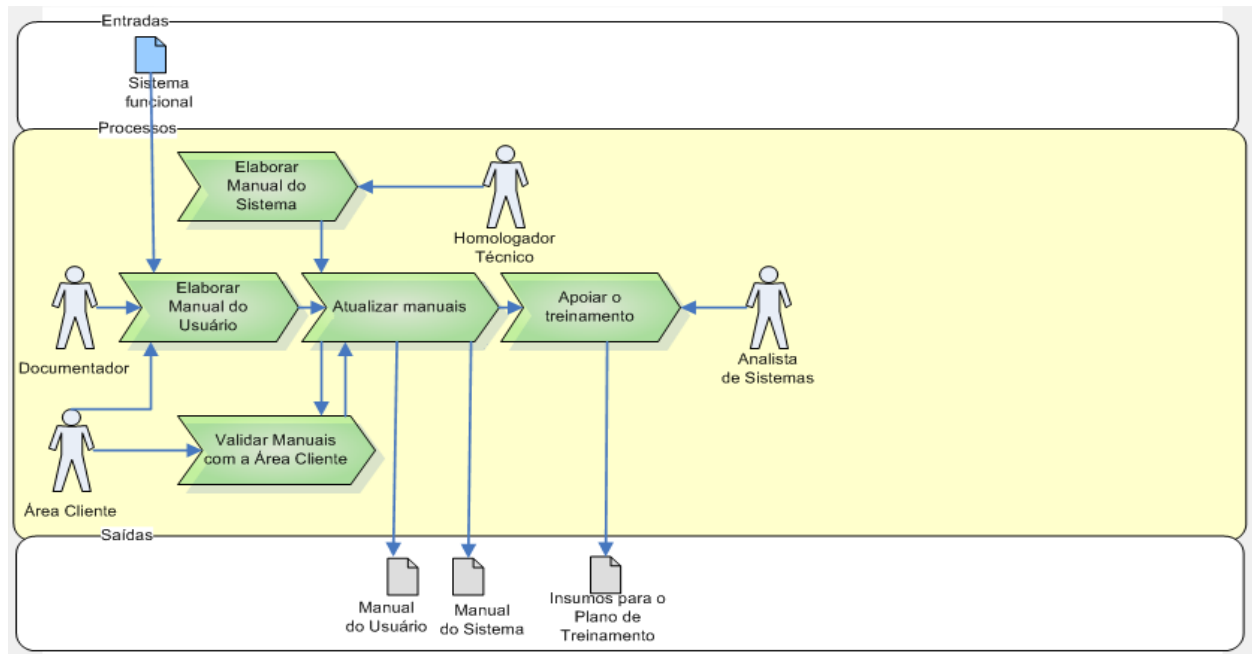 Entradas
Sistema
funcional
Processos
Elaborar
Manual do
Sistema
Homologador
Técnico
Documentador
Elaborar
Manual do
Usuário
Atualizar manuais
Apoiar o
treinamento
Analista
de Sistemas
Área Cliente
Validar Manuais
com a Área Cliente
Saídas
Manual
do Usuário
Manual
do Sistema
Insumos para o
Plano de
Treinamento